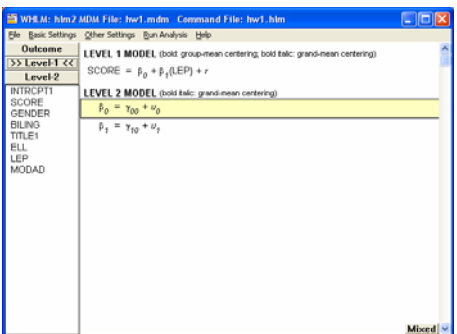 WHLM: hlm2 MDM File: hw1.mdm Command File: hw1.hlm
File Basic Settings Other Settings Run Analysis Help
Outcome
>> Level-1 <<
Level-2
INTRCPT1
SCORE
GENDER
BILING
TITLE1
ELL
LEP
MODAD
LEVEL 1 MODEL (bold: group-mean centering; bold italic: grand-mean centering)
SCORE = β₀ + β₁(LEP) + r
LEVEL 2 MODEL (bold italic: grand-mean centering)
β₀ = γ₀₀ + u₀
β₁ = γ₁₀ + u₁
Mixed